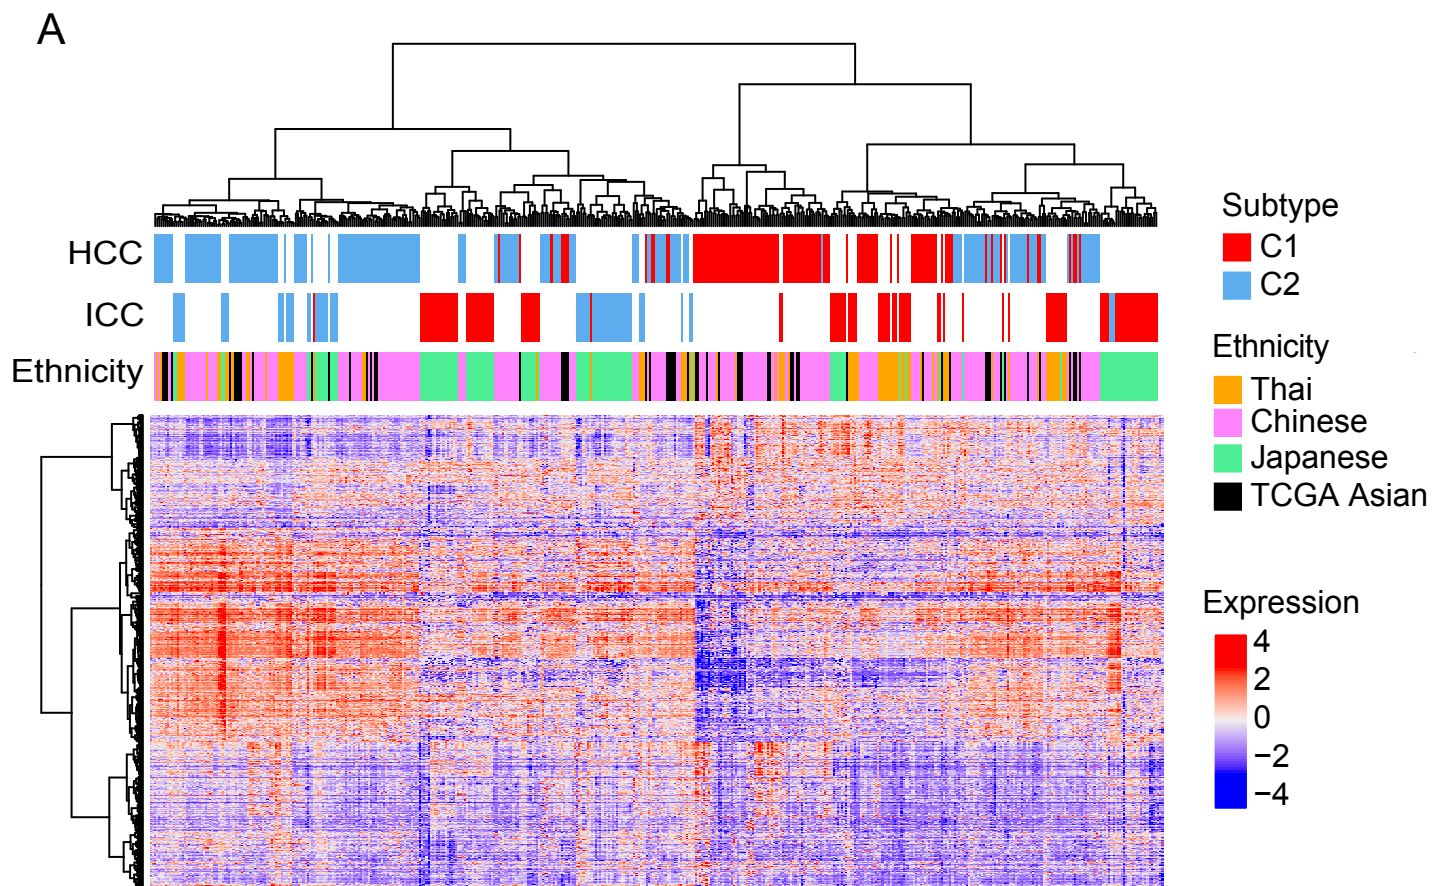 A
HCC
ICC
Ethnicity
Subtype
C1
C2
Ethnicity
Thai
Chinese
Japanese
TCGA Asian
Expression
4
2
0
−2
−4